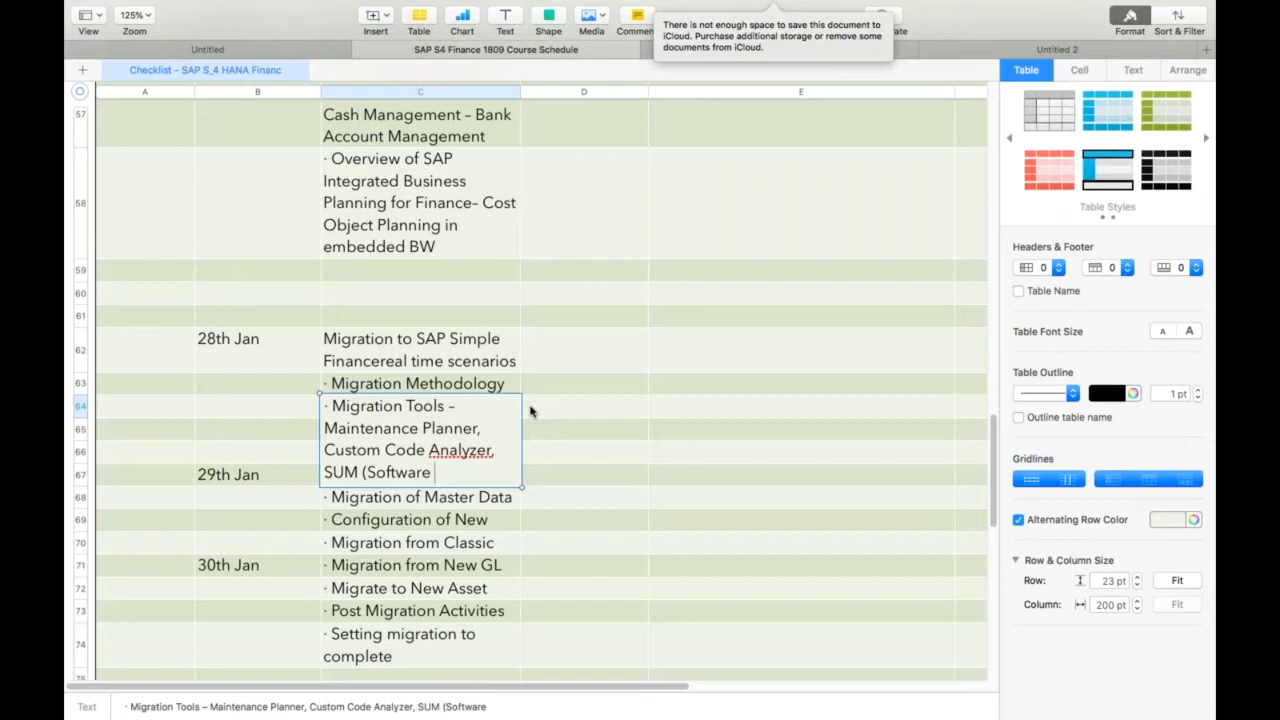 125%
View
Zoom
Insert
Table
Chart
Text
Shape
Media
Commen
There is not enough space to save this document to
iCloud. Purchase additional storage or remove some
documents from iCloud.
ate
Format
Sort & Filter
Untitled
SAP S4 Finance 1809 Course Schedule
Untitled 2
Checklist - SAP S_4 HANA Financ
Table
Cell
Text
Arrange
A
B
C
D
E
57
Cash Management – Bank
Account Management
58
· Overview of SAP
Integrated Business
Planning for Finance– Cost
Object Planning in
embedded BW
59
60
61
62
28th Jan
Migration to SAP Simple
Financereal time scenarios
63
· Migration Methodology
64
· Migration Tools –
65
Maintenance Planner,
66
Custom Code Analyzer,
67
29th Jan
SUM (Software
68
· Migration of Master Data
69
· Configuration of New
70
· Migration from Classic
71
30th Jan
· Migration from New GL
72
· Migrate to New Asset
73
· Post Migration Activities
74
· Setting migration to
complete
75
Table Styles
Headers & Footer
0
0
0
Table Name
Table Font Size
A
A
Table Outline
1 pt
Outline table name
Gridlines
Alternating Row Color
Row & Column Size
Row:
23 pt
Fit
Column:
200 pt
Fit
Text
· Migration Tools – Maintenance Planner, Custom Code Analyzer, SUM (Software